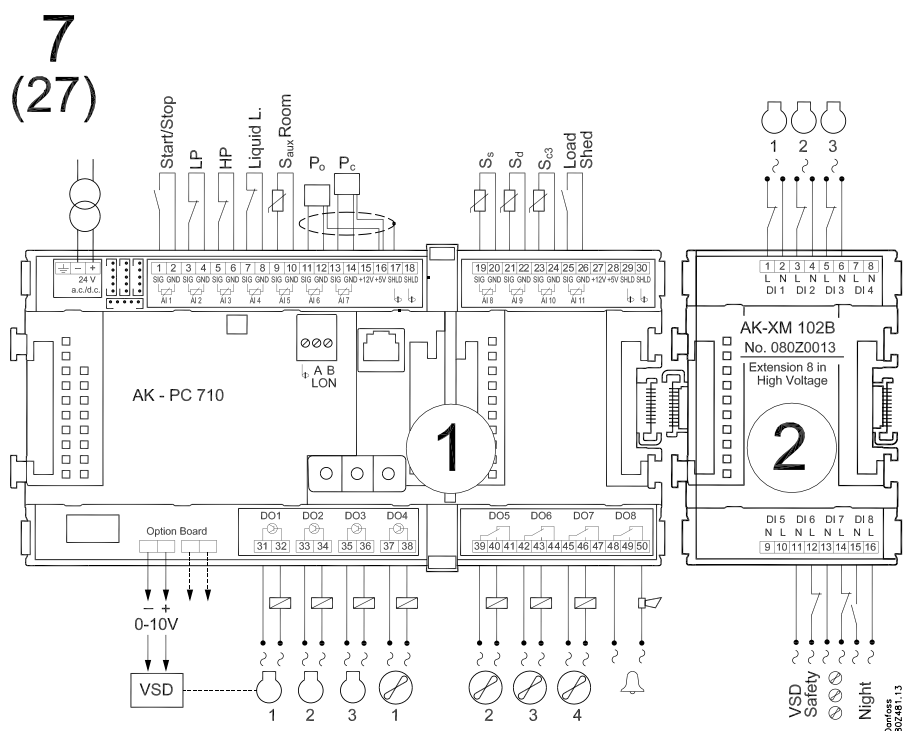 7
(27)
Start/Stop
LP
HP
Liquid L.
Saux Room
Po
Pc
Ss
Sd
Sc3
Load
Shed
1 2 3
1 2 3 4 5 6 7 8 9 10 11 12 13 14 15 16 17 18
SIG GND SIG GND SIG GND SIG GND SIG GND SIG GND SIG GND +12V +5V SHLD SHLD
AI 1 AI 2 AI 3 AI 4 AI 5 AI 6 AI 7
– +
24 V
a.c./d.c.
19 20 21 22 23 24 25 26 27 28 29 30
SIG GND SIG GND SIG GND SIG GND +12V +5V SHLD SHLD
AI 8 AI 9 AI 10 AI 11
1 2 3 4 5 6 7 8
L N L N L N L N
DI 1 DI 2 DI 3 DI 4
A B
LON
AK - PC 710
1
AK-XM 102B
No. 080Z0013
Extension 8 in
High Voltage
2
Option Board
DO1 DO2 DO3 DO4
31 32 33 34 35 36 37 38
DO5 DO6 DO7 DO8
39 40 41 42 43 44 45 46 47 48 49 50
DI 5 DI 6 DI 7 DI 8
N L N L N L N L
9 10 11 12 13 14 15 16
– +
0-10V
VSD
1 2 3 1
2 3 4
VSD
Safety
Night
Danfoss
80Z481.13